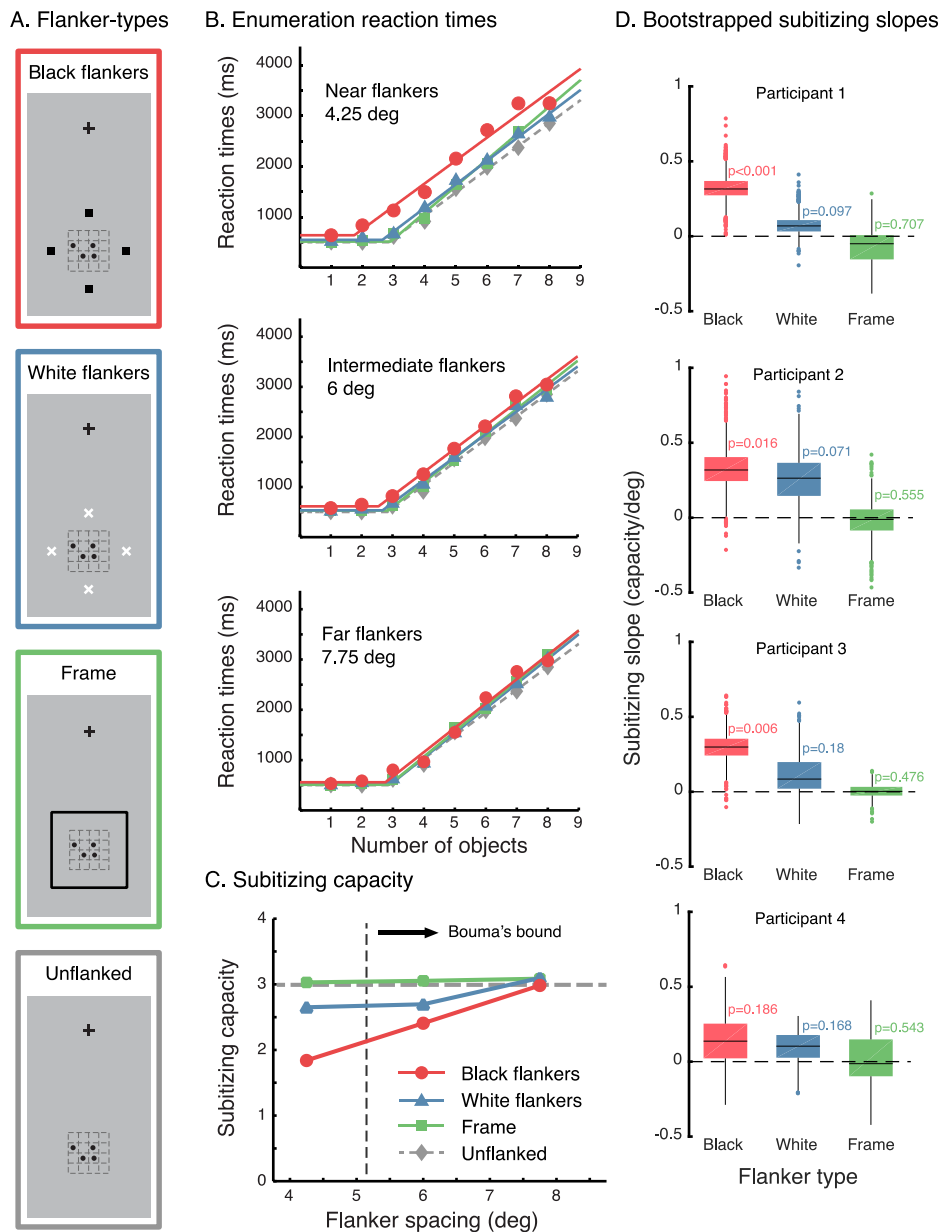 A. Flanker-types
Black flankers
White flankers
Frame
Unflanked
B. Enumeration reaction times
Reaction times (ms)
4000
3000
2000
1000
Near flankers
4.25 deg
1 2 3 4 5 6 7 8 9
Reaction times (ms)
4000
3000
2000
1000
Intermediate flankers
6 deg
1 2 3 4 5 6 7 8 9
Reaction times (ms)
4000
3000
2000
1000
Far flankers
7.75 deg
1 2 3 4 5 6 7 8 9
Number of objects
C. Subitizing capacity
Subitizing capacity
4
3
2
1
0
Bouma's bound
Black flankers
White flankers
Frame
Unflanked
4 5 6 7 8
Flanker spacing (deg)
D. Bootstrapped subitizing slopes
Subitizing slope (capacity/deg)
Participant 1
1
0.5
0
-0.5
p<0.001
p=0.097
p=0.707
Black White Frame
Participant 2
1
0.5
0
-0.5
p=0.016
p=0.071
p=0.555
Black White Frame
Participant 3
1
0.5
0
-0.5
p=0.006
p=0.18
p=0.476
Black White Frame
Participant 4
1
0.5
0
-0.5
p=0.186
p=0.168
p=0.543
Black White Frame
Flanker type